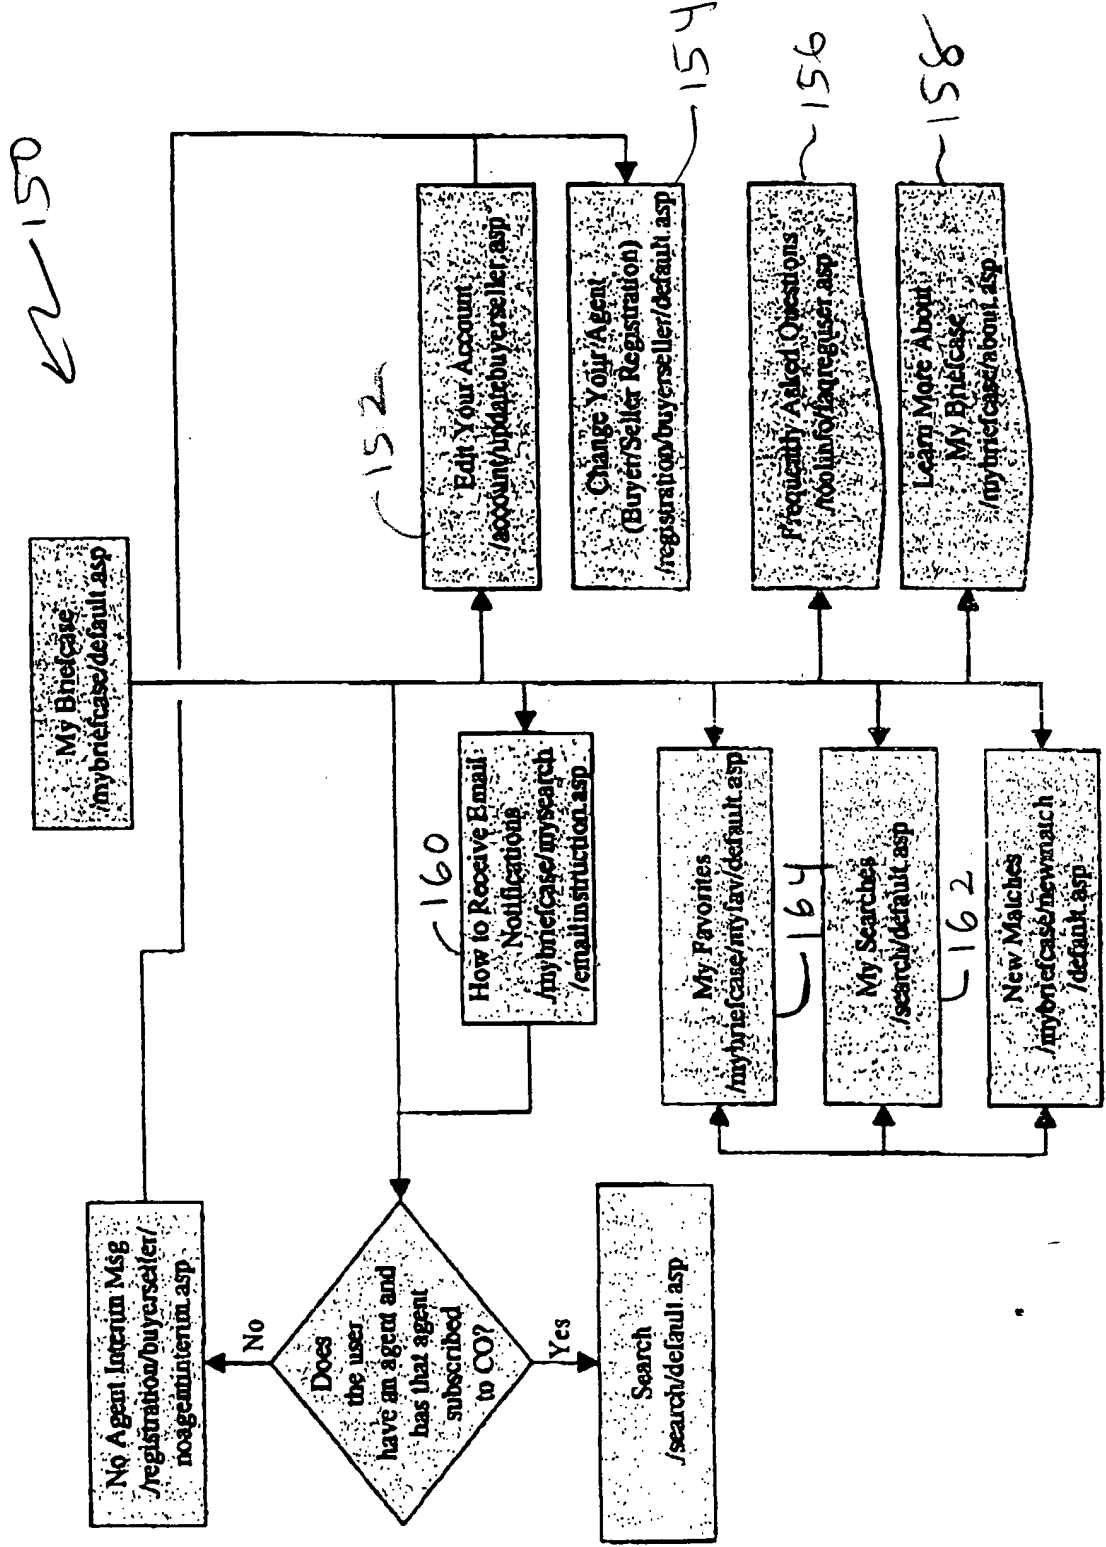 150
My Briefcase
/mybriefcase/default.asp
No Agent Interim Msg
/registration/buyerseller/
noagentinterim.asp
No
Does
the user
have an agent and
has that agent
subscribed
to CO?
Yes
Search
/search/default.asp
160
How to Receive Email
Notifications
/mybriefcase/mysearch
/emailinstruction.asp
152
Edit Your Account
/account/updatebuyerseller.asp
Change Your Agent
(Buyer/Seller Registration)
/registration/buyerseller/default.asp
154
My Favorites
/mybriefcase/myfav/default.asp
164
My Searches
/search/default.asp
162
New Matches
/mybriefcase/newmatch
/default.asp
Frequently Asked Questions
/toolinfo/faqreguser.asp
156
Learn More About
My Briefcase
/mybriefcase/about.asp
158